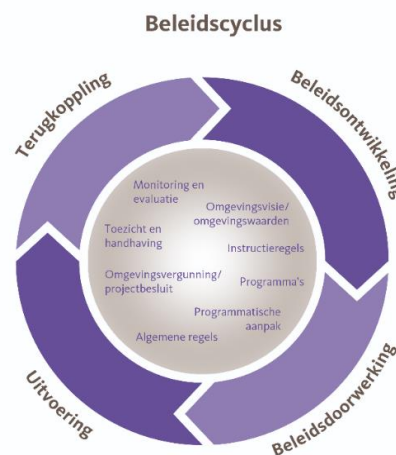 Beleidscyclus
Terugkoppling
Beleidsontwikkeling
Monitoring en
evaluatie
Omgevingsvisie/
omgevingswaarden
Toezicht en
handhaving
Instructieregels
Omgevingsvergunning/
projectbesluit
Programma's
Programmatische
aanpak
Algemene regels
Uitvoering
Beleidsdoorwerking